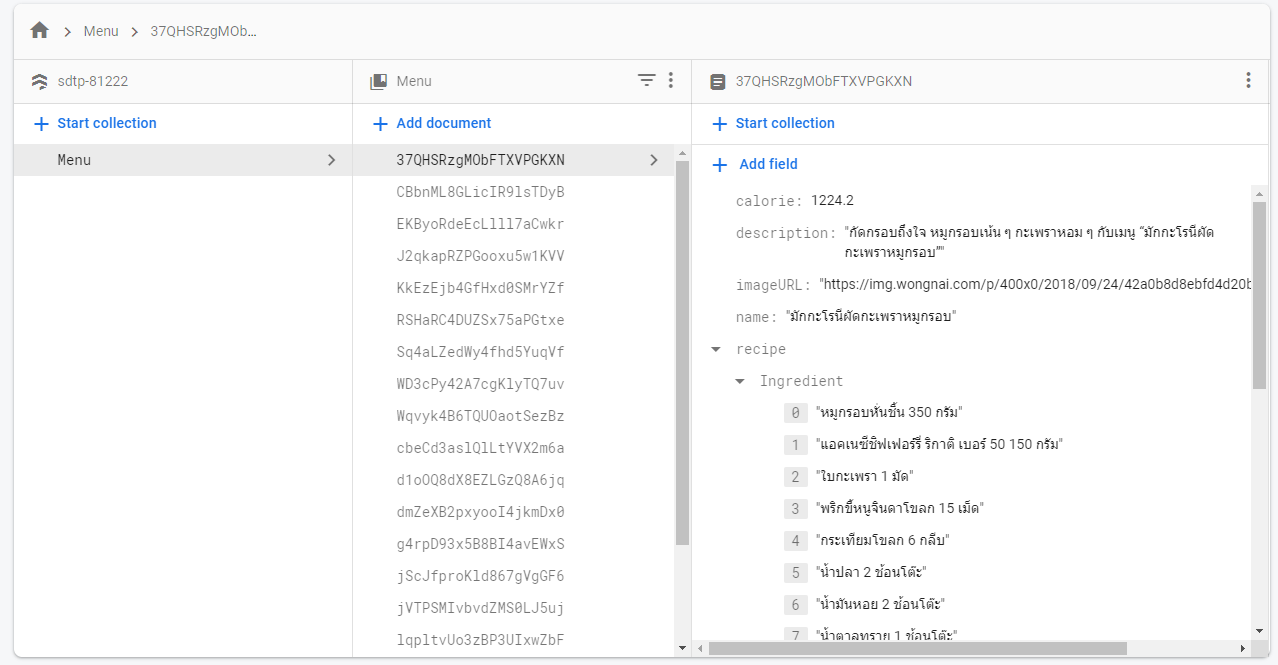 Menu
37QHSRzgMOb…
sdtp-81222
Menu
37QHSRzgMObFTXVPGKXN
Start collection
Add document
Start collection
Menu
37QHSRzgMObFTXVPGKXN
CBbnML8GLicIR9lsTDyB
EKByoRdeEcLlll7aCwkr
J2qkapRZPGooxu5w1KVV
KkEzEjb4GfHxd0SMrYZf
RSHaRC4DUZSx75aPGtxe
Sq4aLZedWy4fhd5YuqVf
WD3cPy42A7cgKlyTQ7uv
Wqvyk4B6TQUOaotSezBz
cbeCd3aslQlLtYVX2m6a
d1oOQ8dX8EZLGzQ8A6jq
dmZeXB2pxyooI4jkmDx0
g4rpD93x5B8BI4avEWxS
jScJfproKld867gVgGF6
jVTPSMIvbvdZMS0LJ5uj
lqpltvUo3zBP3UIxwZbF
Add field
calorie: 1224.2
description: "กัดกรอบถึงใจ หมูกรอบเน้น ๆ กะเพราหอม ๆ กับเมนู “มักกะโรนีผัด
กะเพราหมูกรอบ”"
imageURL: "https://img.wongnai.com/p/400x0/2018/09/24/42a0b8d8ebfd4d20b
name: "มักกะโรนีผัดกะเพราหมูกรอบ"
recipe
Ingredient
0 "หมูกรอบหั่นชิ้น 350 กรัม"
1 "แอคเนซีชิฟเฟอร์รี่ ริกาติ เบอร์ 50 150 กรัม"
2 "ใบกะเพรา 1 มัด"
3 "พริกขี้หนูจินดาโขลก 15 เม็ด"
4 "กระเทียมโขลก 6 กลีบ"
5 "น้ำปลา 2 ช้อนโต๊ะ"
6 "น้ำมันหอย 2 ช้อนโต๊ะ"
7 "น้ำตาลทราย 1 ช้อนโต๊ะ"